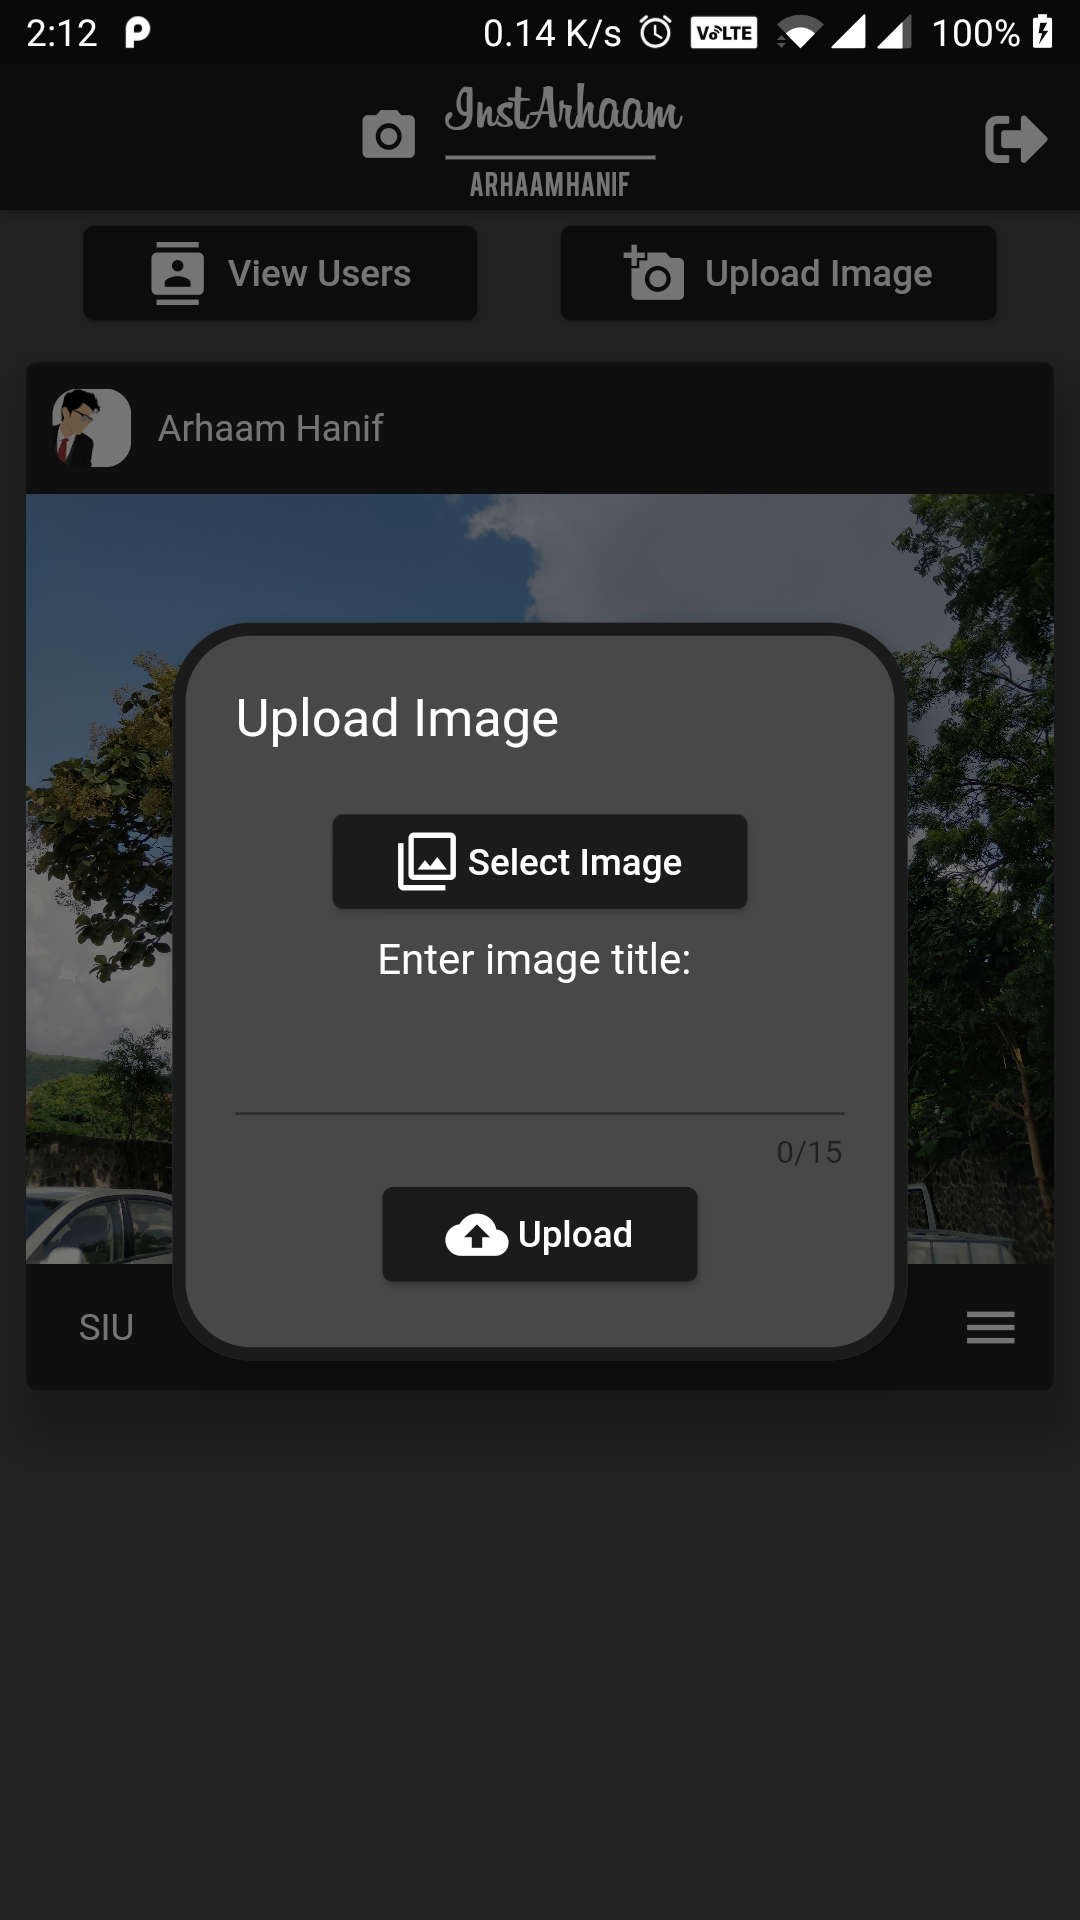 2:12 0.14 K/s VoLTE 100%
InstArhaam
ARHAAMHANIF
View Users Upload Image
Arhaam Hanif
Upload Image
Select Image
Enter image title:
0/15
Upload
SIU